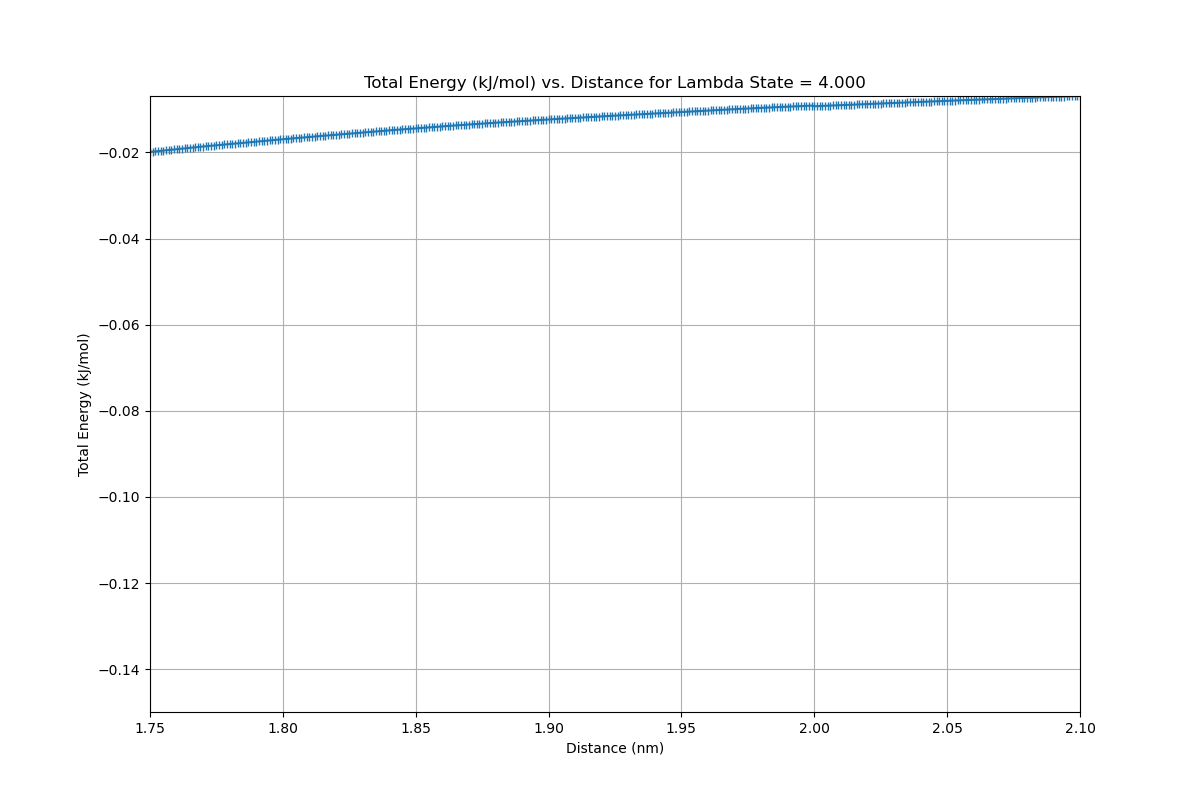 Total Energy (kJ/mol) vs. Distance for Lambda State = 4.000
−0.02
−0.04
−0.06
−0.08
−0.10
−0.12
−0.14
Total Energy (kJ/mol)
1.75 1.80 1.85 1.90 1.95 2.00 2.05 2.10
Distance (nm)